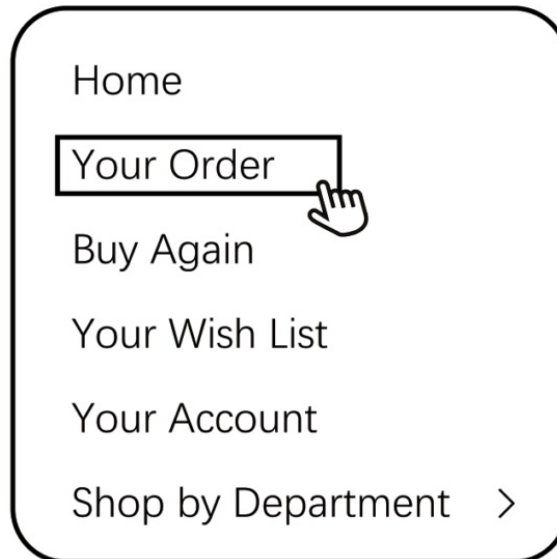 Home
Your Order
Buy Again
Your Wish List
Your Account
Shop by Department >